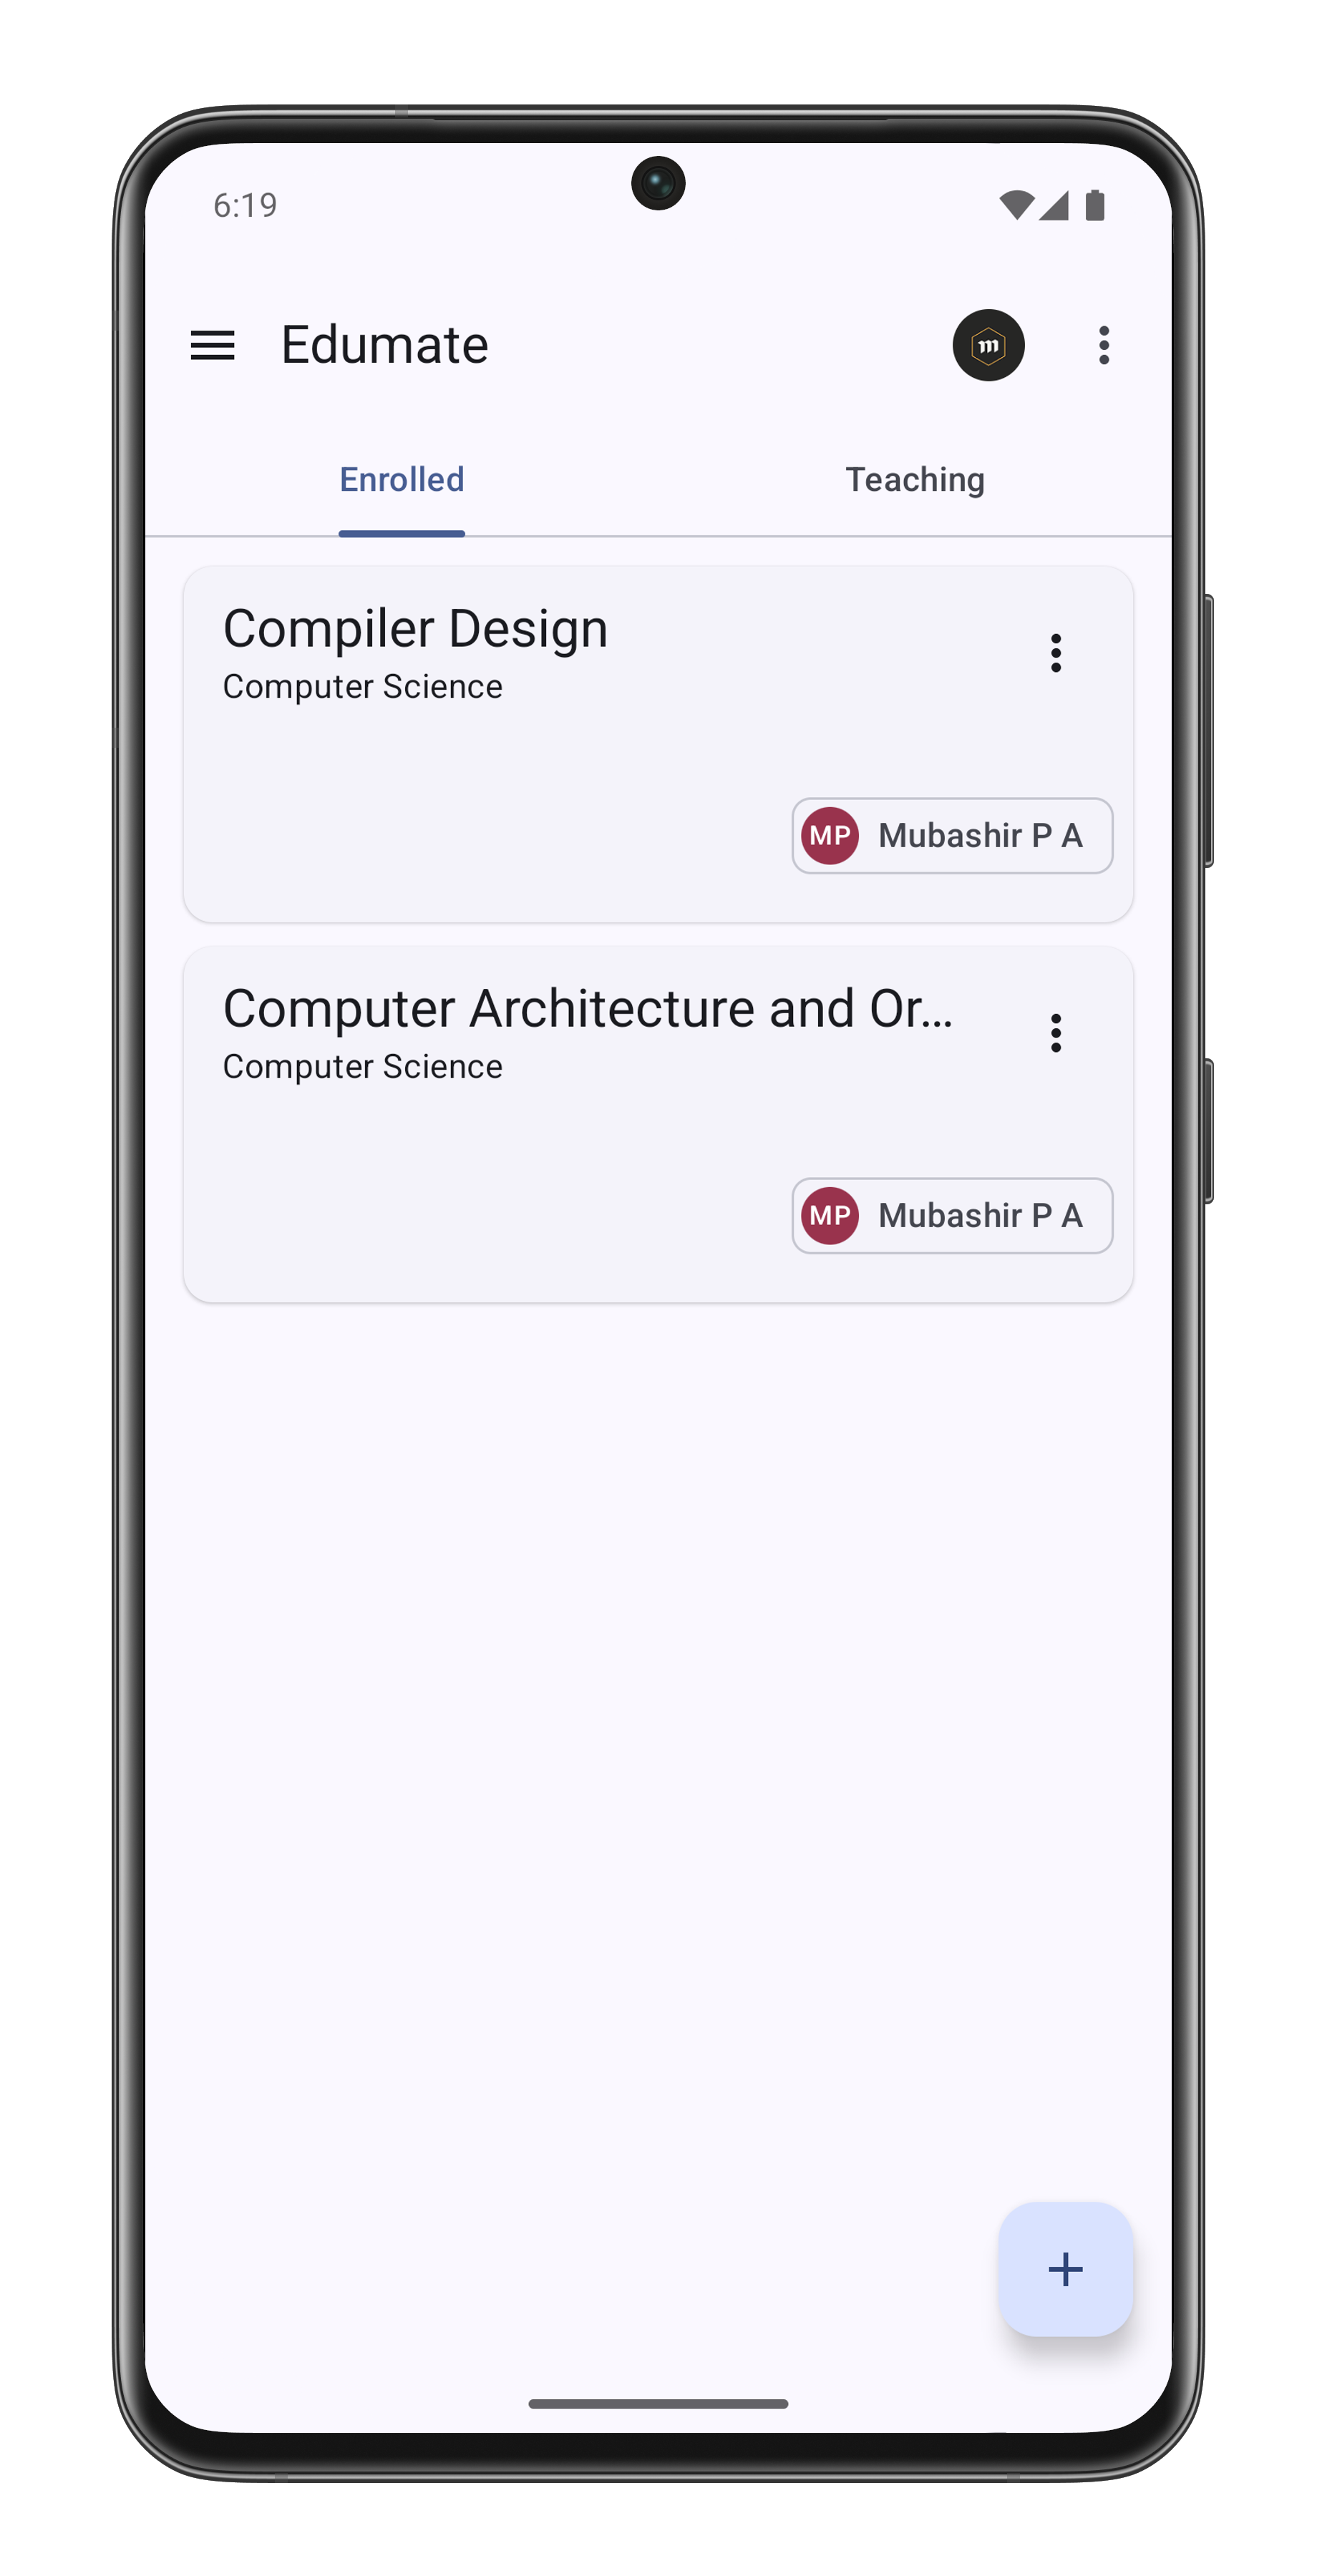 6:19
Edumate
m
Enrolled
Teaching
Compiler Design
Computer Science
MP Mubashir P A
Computer Architecture and Or...
Computer Science
MP Mubashir P A
+